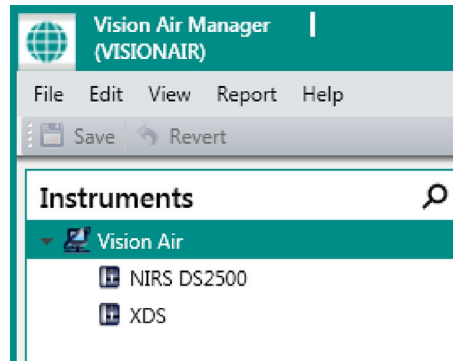 Vision Air Manager
(VISIONAIR)
File Edit View Report Help
Save Revert
Instruments
Vision Air
NIRS DS2500
XDS